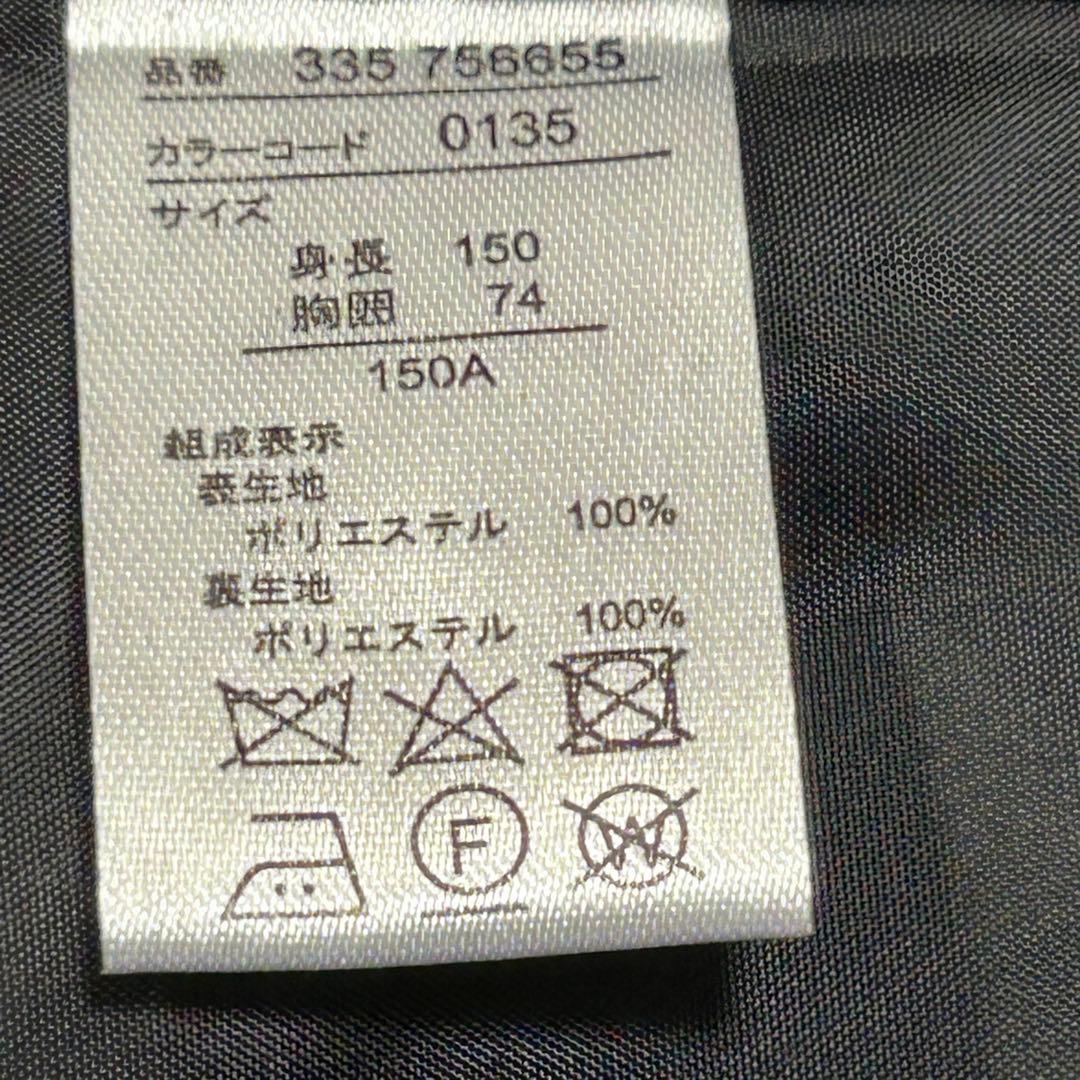 品番 335 756655
カラーコード 0135
サイズ
身長 150
胸囲 74
150A
組成表示
表生地
ポリエステル 100%
裏生地
ポリエステル 100%
F
W